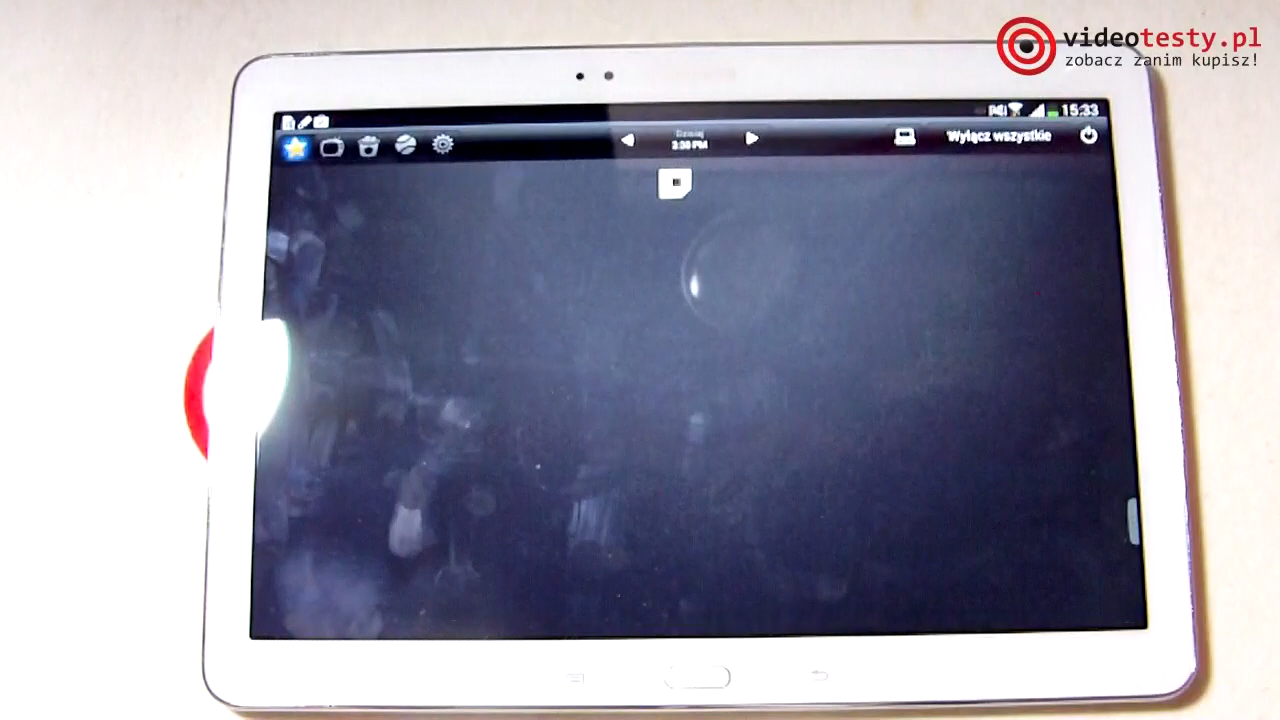 videotesty.pl
zobacz zanim kupisz!
15:33
Dzisiaj
3:30 PM
Wyłącz wszystkie